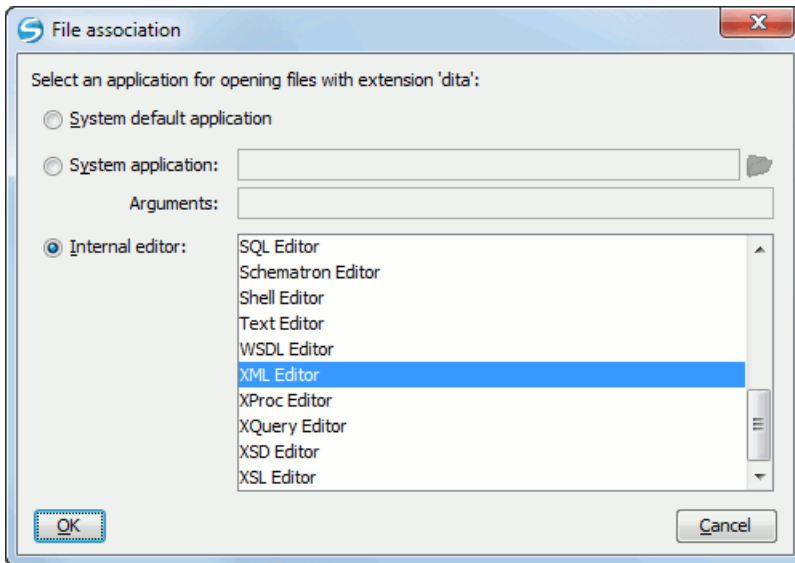 File association
Select an application for opening files with extension 'dita':
System default application
System application:
Arguments:
Internal editor:
SQL Editor
Schematron Editor
Shell Editor
Text Editor
WSDL Editor
XML Editor
XProc Editor
XQuery Editor
XSD Editor
XSL Editor
OK
Cancel